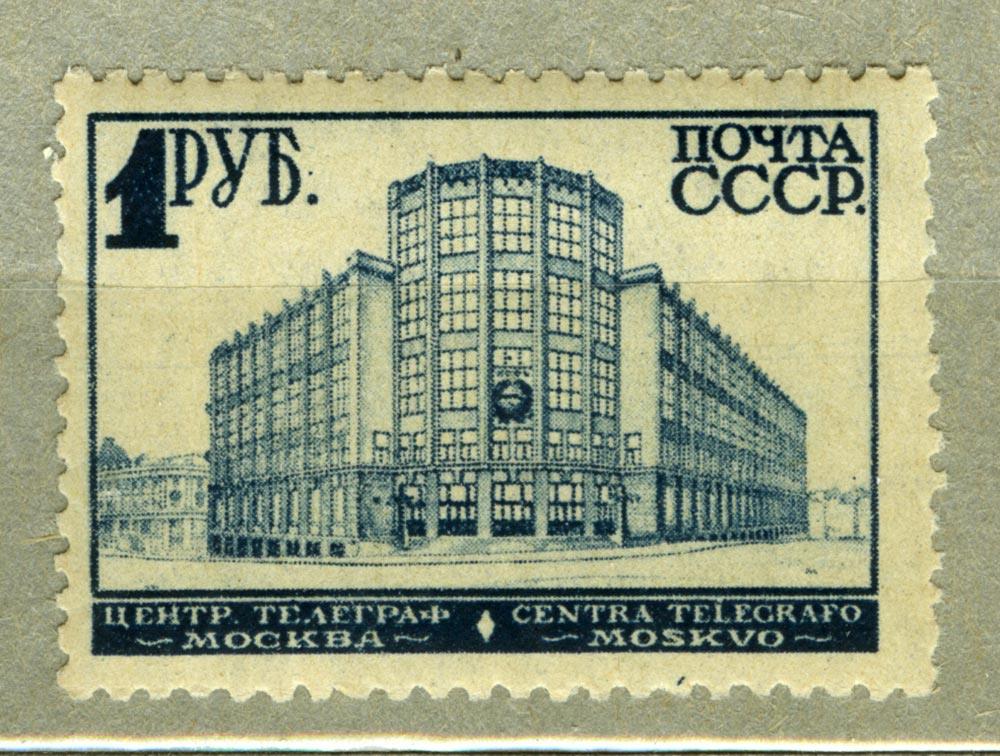 1 РУБ.
ПОЧТА
СССР.
ЦЕНТР. ТЕЛЕГРАФ ♦ CENTRA TELEGRAFO
~ МОСКВА ~ ~ MOSKVO ~